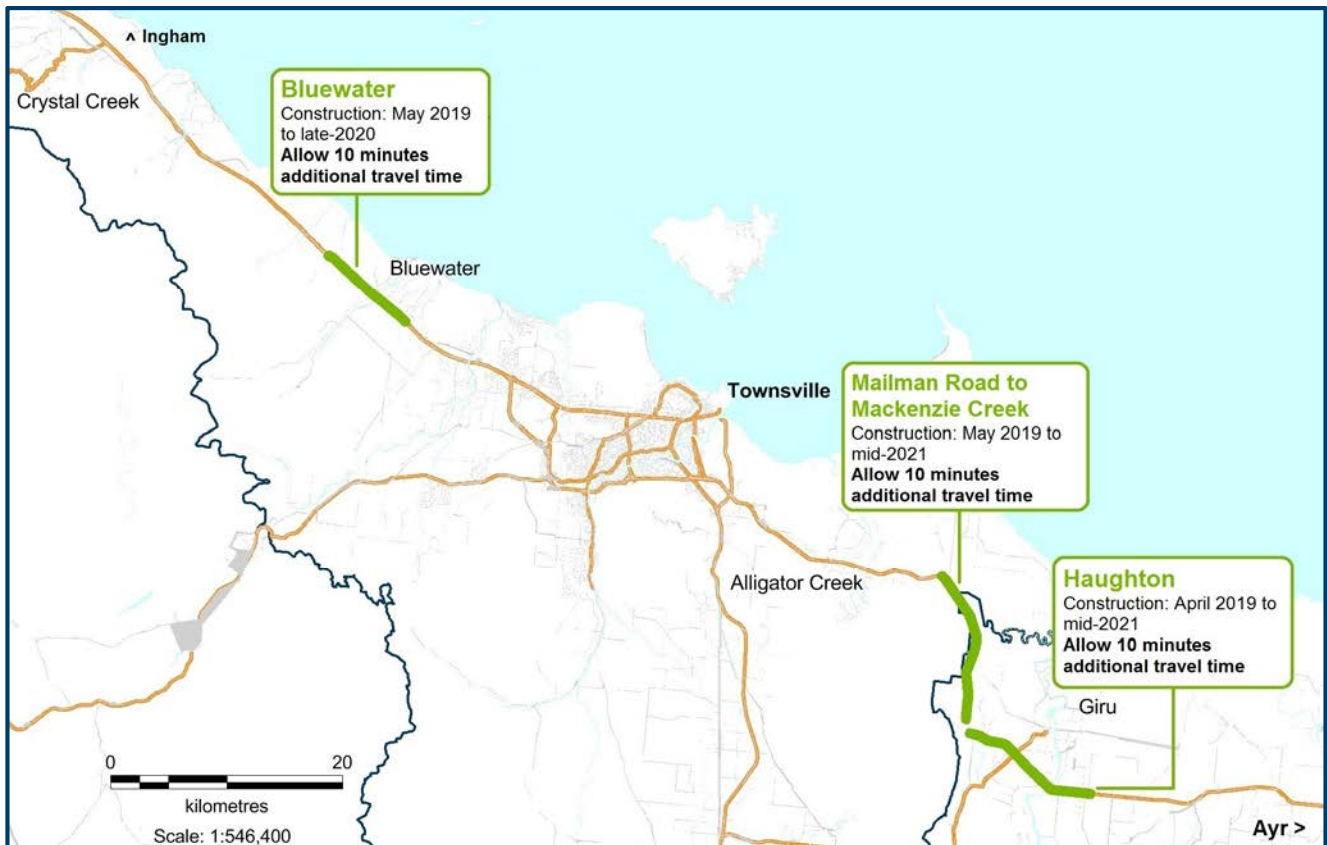 ^ Ingham
Crystal Creek
Bluewater
Construction: May 2019
to late-2020
Allow 10 minutes
additional travel time
Bluewater
Townsville
Mailman Road to
Mackenzie Creek
Construction: May 2019 to
mid-2021
Allow 10 minutes
additional travel time
Alligator Creek
Haughton
Construction: April 2019 to
mid-2021
Allow 10 minutes
additional travel time
Giru
0 20
kilometres
Scale: 1:546,400
Ayr >